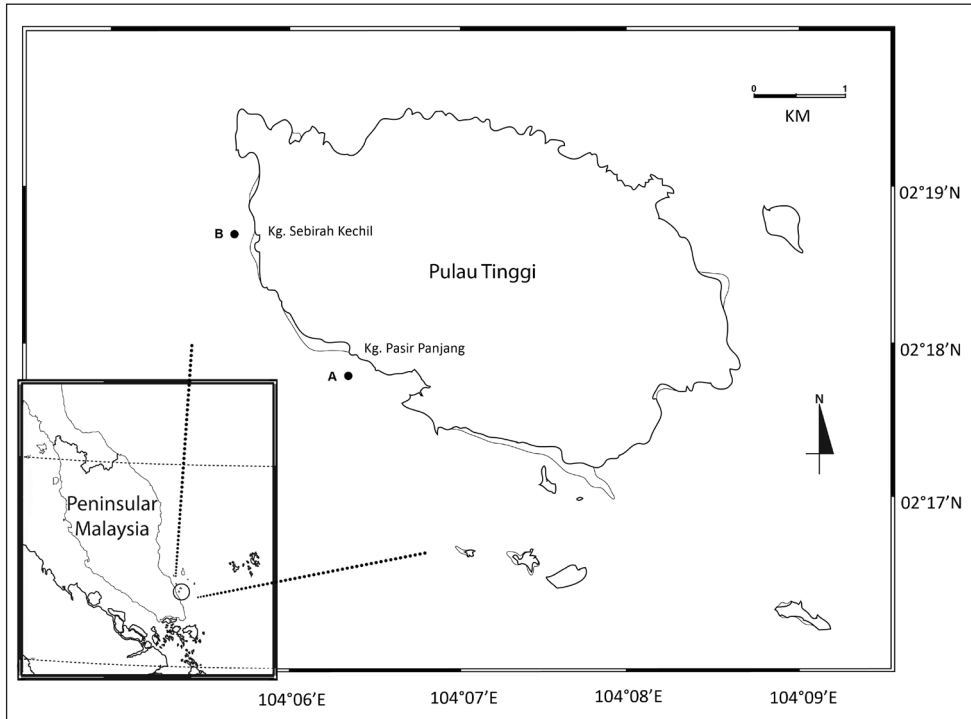 0 1
KM
02°19'N
B
Kg. Sebirah Kechil
Pulau Tinggi
Kg. Pasir Panjang
02°18'N
A
N
Peninsular
Malaysia
02°17'N
104°06'E
104°07'E
104°08'E
104°09'E